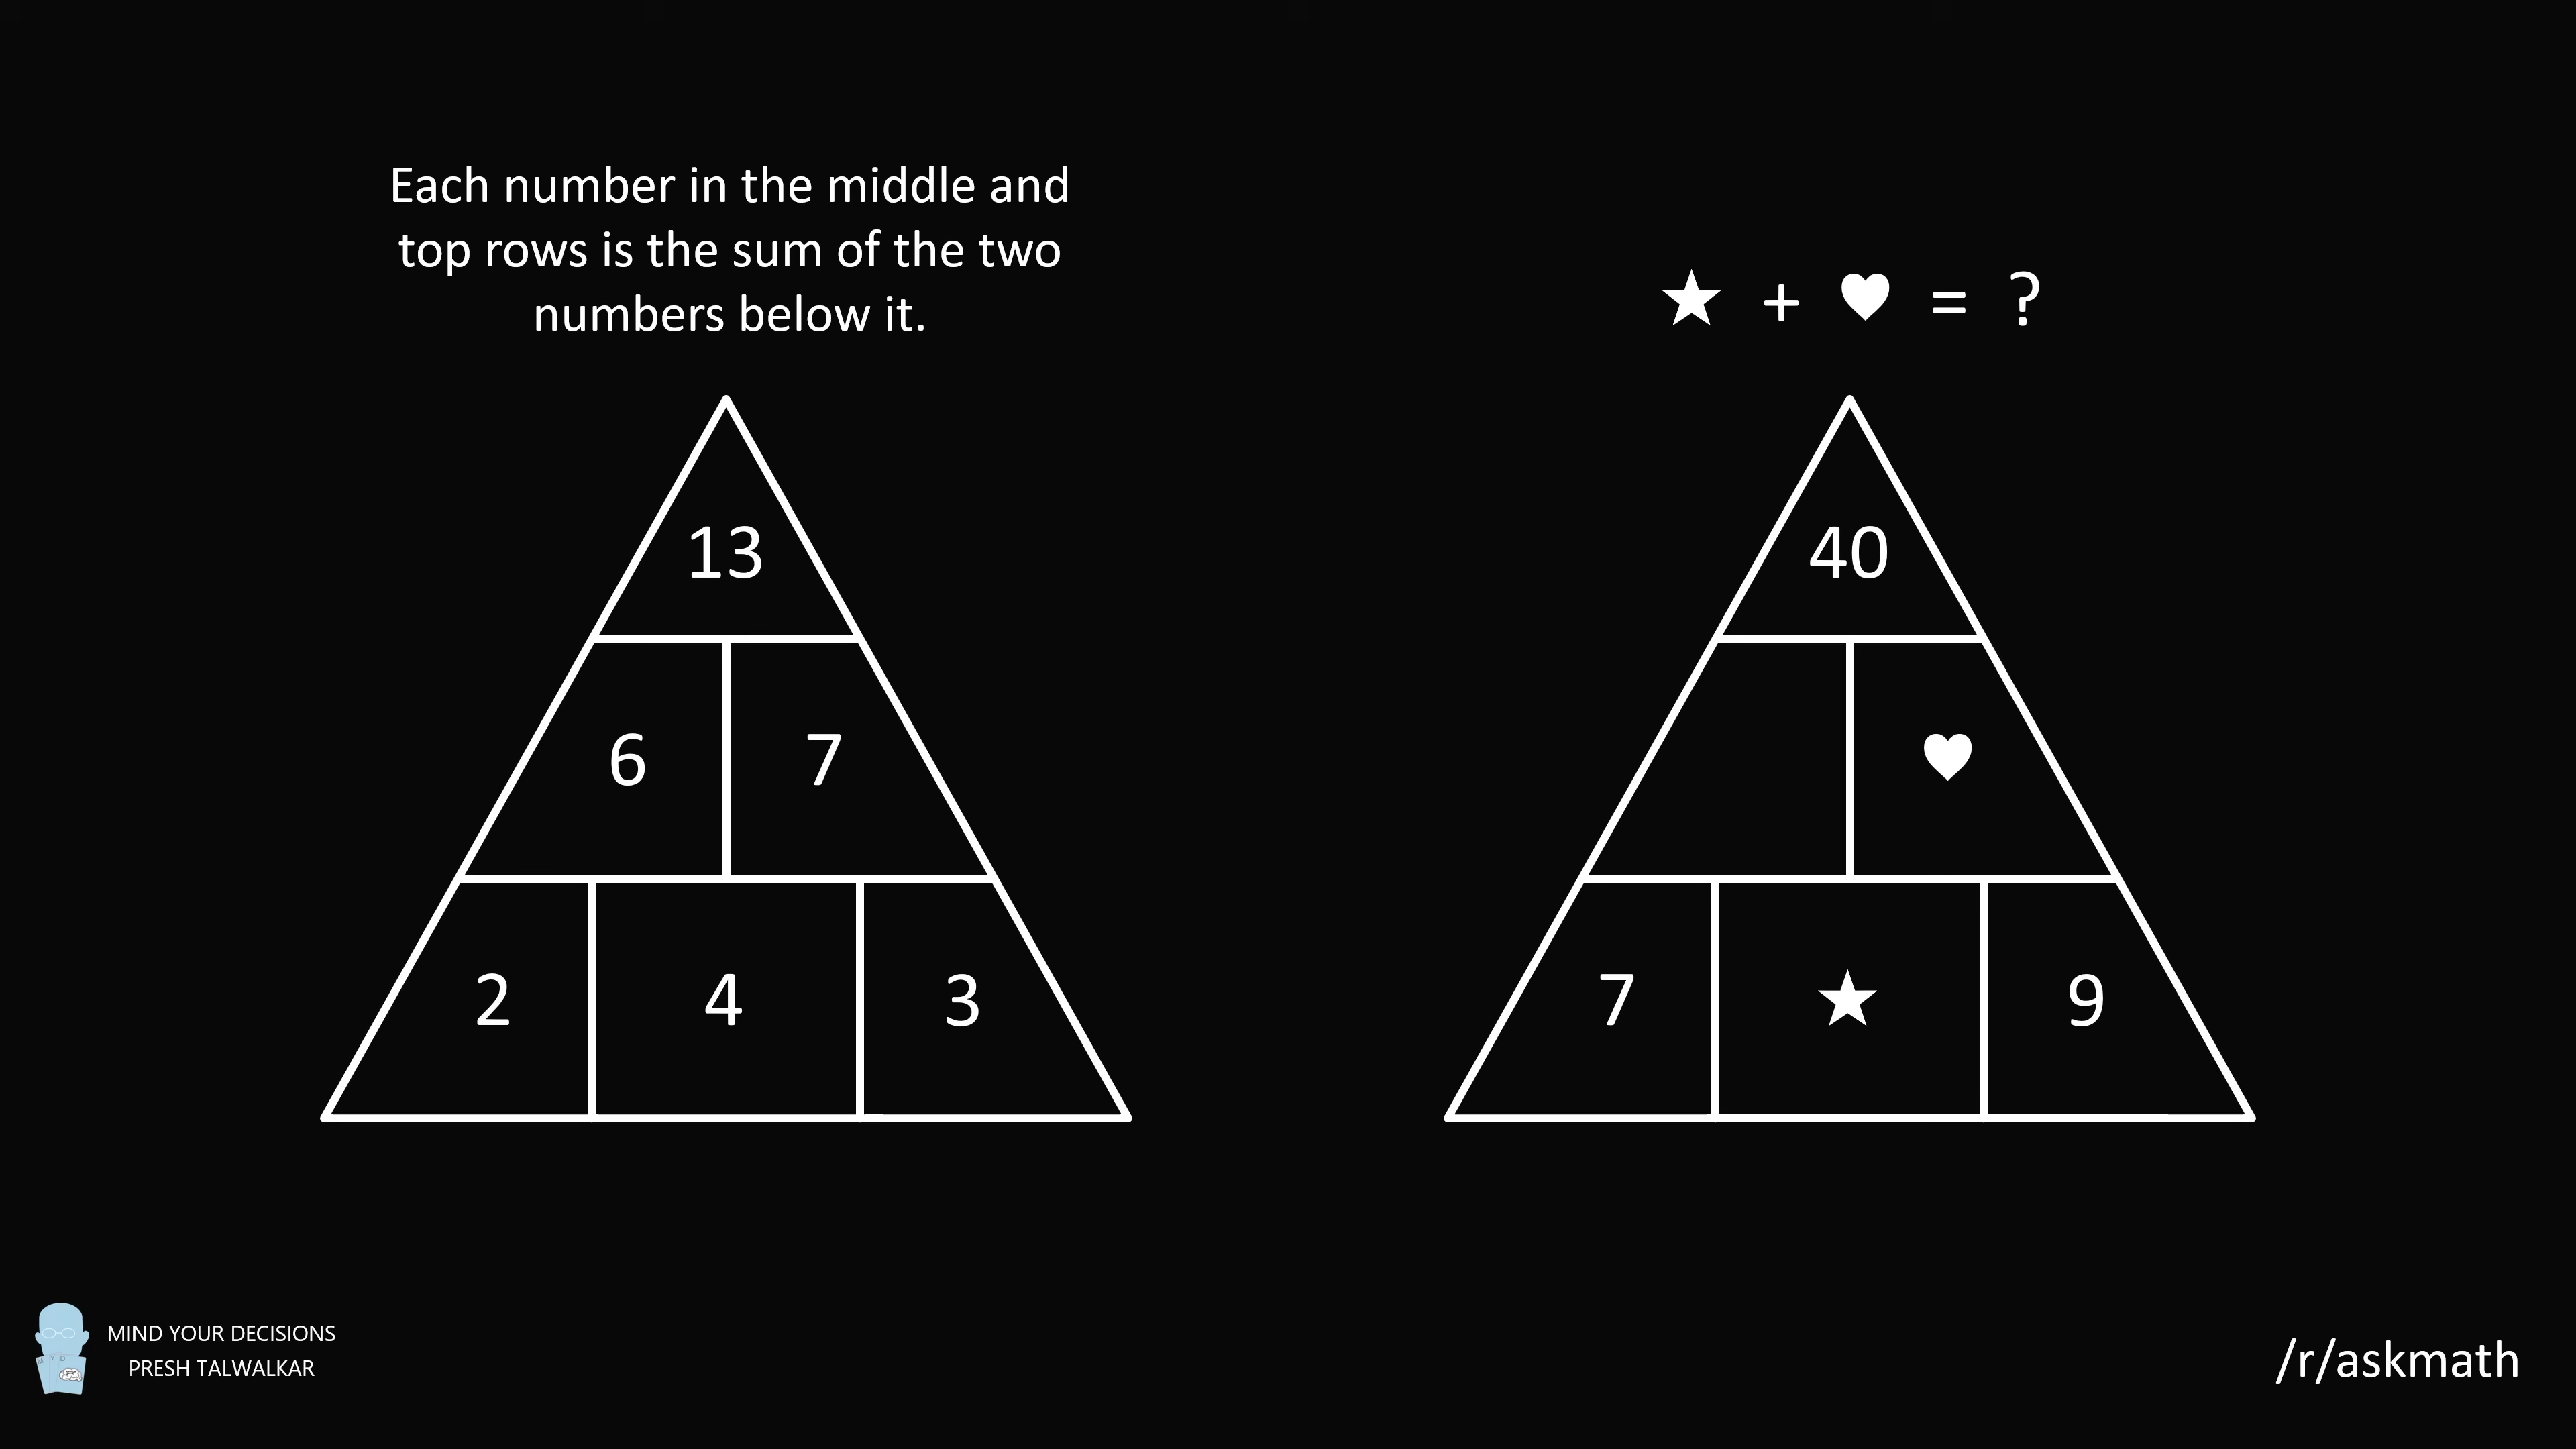 Each number in the middle and
top rows is the sum of the two
numbers below it.
★ + ♥ = ?
13
6 7
2 4 3
40
♥
7 ★ 9
MIND YOUR DECISIONS
PRESH TALWALKAR
/r/askmath